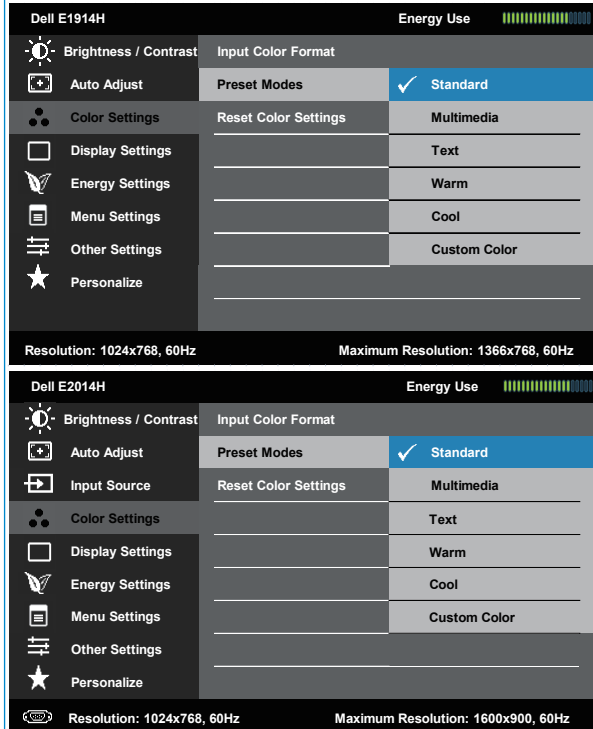 Dell E1914H Energy Use
Brightness / Contrast Input Color Format
Auto Adjust Preset Modes Standard
Color Settings Reset Color Settings Multimedia
Display Settings Text
Energy Settings Warm
Menu Settings Cool
Other Settings Custom Color
Personalize
Resolution: 1024x768, 60Hz Maximum Resolution: 1366x768, 60Hz
Dell E2014H Energy Use
Brightness / Contrast Input Color Format
Auto Adjust Preset Modes Standard
Input Source Reset Color Settings Multimedia
Color Settings Text
Display Settings Warm
Energy Settings Cool
Menu Settings Custom Color
Other Settings
Personalize
Resolution: 1024x768, 60Hz Maximum Resolution: 1600x900, 60Hz